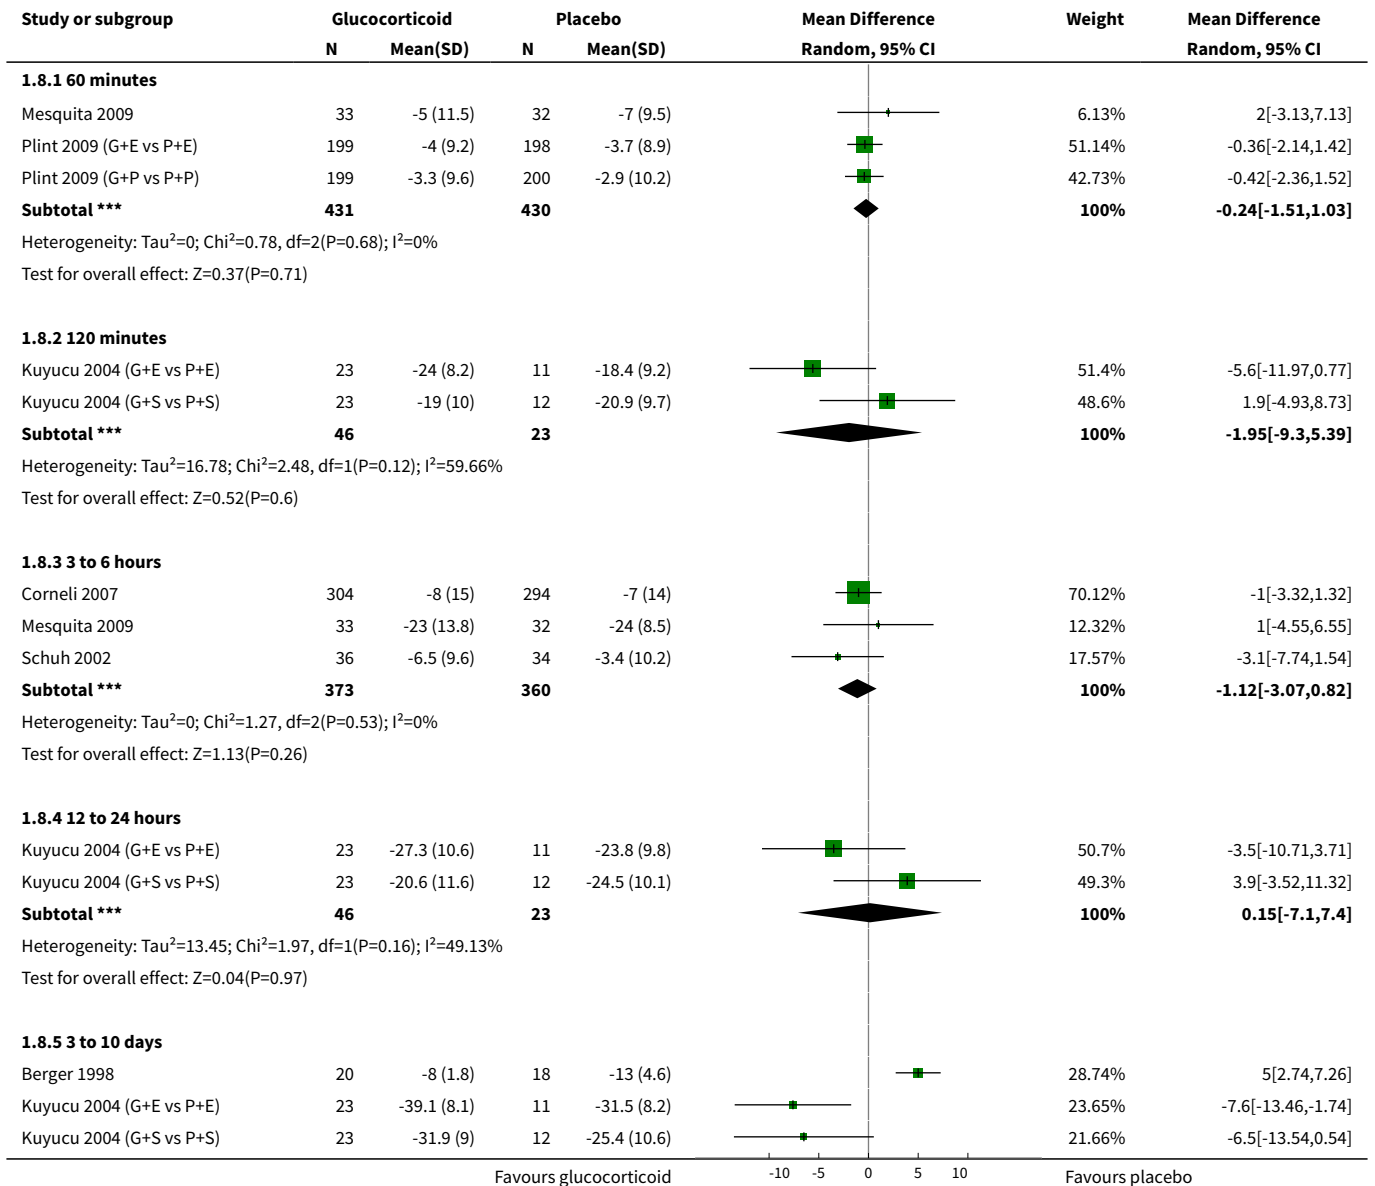 Study or subgroup Glucocorticoid Placebo Mean Difference Weight Mean Difference
N Mean(SD) N Mean(SD) Random, 95% CI Random, 95% CI
1.8.1 60 minutes
Mesquita 2009 33 -5 (11.5) 32 -7 (9.5) 6.13% 2[-3.13,7.13]
Plint 2009 (G+E vs P+E) 199 -4 (9.2) 198 -3.7 (8.9) 51.14% -0.36[-2.14,1.42]
Plint 2009 (G+P vs P+P) 199 -3.3 (9.6) 200 -2.9 (10.2) 42.73% -0.42[-2.36,1.52]
Subtotal *** 431 430 100% -0.24[-1.51,1.03]
Heterogeneity: Tau²=0; Chi²=0.78, df=2(P=0.68); I²=0%
Test for overall effect: Z=0.37(P=0.71)
1.8.2 120 minutes
Kuyucu 2004 (G+E vs P+E) 23 -24 (8.2) 11 -18.4 (9.2) 51.4% -5.6[-11.97,0.77]
Kuyucu 2004 (G+S vs P+S) 23 -19 (10) 12 -20.9 (9.7) 48.6% 1.9[-4.93,8.73]
Subtotal *** 46 23 100% -1.95[-9.3,5.39]
Heterogeneity: Tau²=16.78; Chi²=2.48, df=1(P=0.12); I²=59.66%
Test for overall effect: Z=0.52(P=0.6)
1.8.3 3 to 6 hours
Corneli 2007 304 -8 (15) 294 -7 (14) 70.12% -1[-3.32,1.32]
Mesquita 2009 33 -23 (13.8) 32 -24 (8.5) 12.32% 1[-4.55,6.55]
Schuh 2002 36 -6.5 (9.6) 34 -3.4 (10.2) 17.57% -3.1[-7.74,1.54]
Subtotal *** 373 360 100% -1.12[-3.07,0.82]
Heterogeneity: Tau²=0; Chi²=1.27, df=2(P=0.53); I²=0%
Test for overall effect: Z=1.13(P=0.26)
1.8.4 12 to 24 hours
Kuyucu 2004 (G+E vs P+E) 23 -27.3 (10.6) 11 -23.8 (9.8) 50.7% -3.5[-10.71,3.71]
Kuyucu 2004 (G+S vs P+S) 23 -20.6 (11.6) 12 -24.5 (10.1) 49.3% 3.9[-3.52,11.32]
Subtotal *** 46 23 100% 0.15[-7.1,7.4]
Heterogeneity: Tau²=13.45; Chi²=1.97, df=1(P=0.16); I²=49.13%
Test for overall effect: Z=0.04(P=0.97)
1.8.5 3 to 10 days
Berger 1998 20 -8 (1.8) 18 -13 (4.6) 28.74% 5[2.74,7.26]
Kuyucu 2004 (G+E vs P+E) 23 -39.1 (8.1) 11 -31.5 (8.2) 23.65% -7.6[-13.46,-1.74]
Kuyucu 2004 (G+S vs P+S) 23 -31.9 (9) 12 -25.4 (10.6) 21.66% -6.5[-13.54,0.54]
Favours glucocorticoid -10 -5 0 5 10 Favours placebo